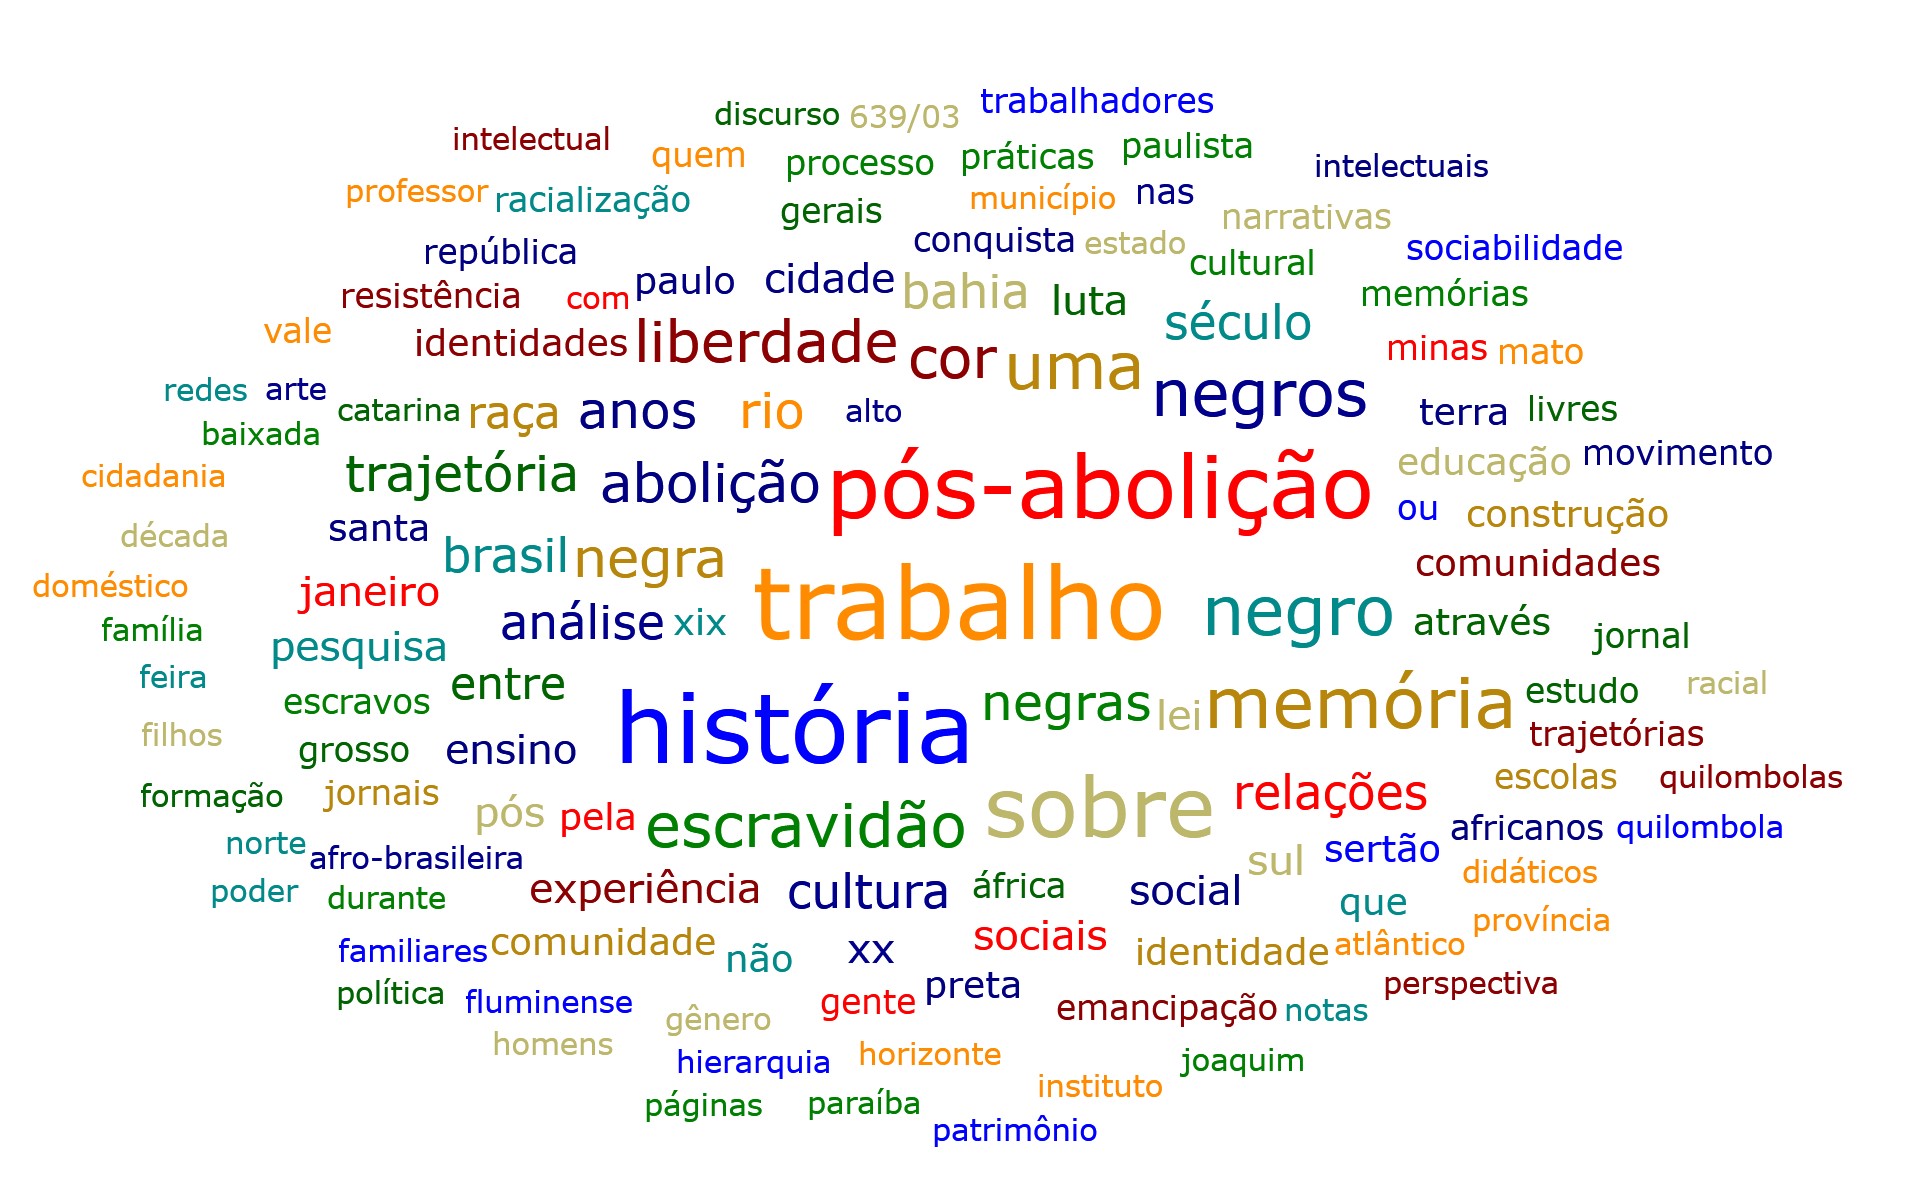 trabalhadores
discurso 639/03
intelectual quem processo práticas paulista intelectuais
professor racialização gerais município nas narrativas
república conquista estado cultural sociabilidade
resistência com paulo cidade bahia luta século memórias
vale identidades liberdade cor uma minas mato
redes arte catarina raça anos rio alto negros terra livres
baixada
cidadania trajetória abolição pós-abolição educação movimento
década santa ou construção
doméstico janeiro brasil negra comunidades
família análise xix trabalho negro através jornal
feira pesquisa
escravos entre história negras lei memória estudo racial
filhos grosso ensino trajetórias
formação jornais pós pela escravidão sobre relações escolas quilombolas
norte afro-brasileira sul sertão africanos quilombola
poder durante experiência cultura áfrica social que didáticos
familiares comunidade não xx sociais identidade atlântico província
política fluminense gênero gente preta emancipação notas perspectiva
homens hierarquia horizonte joaquim
páginas paraíba instituto
patrimônio